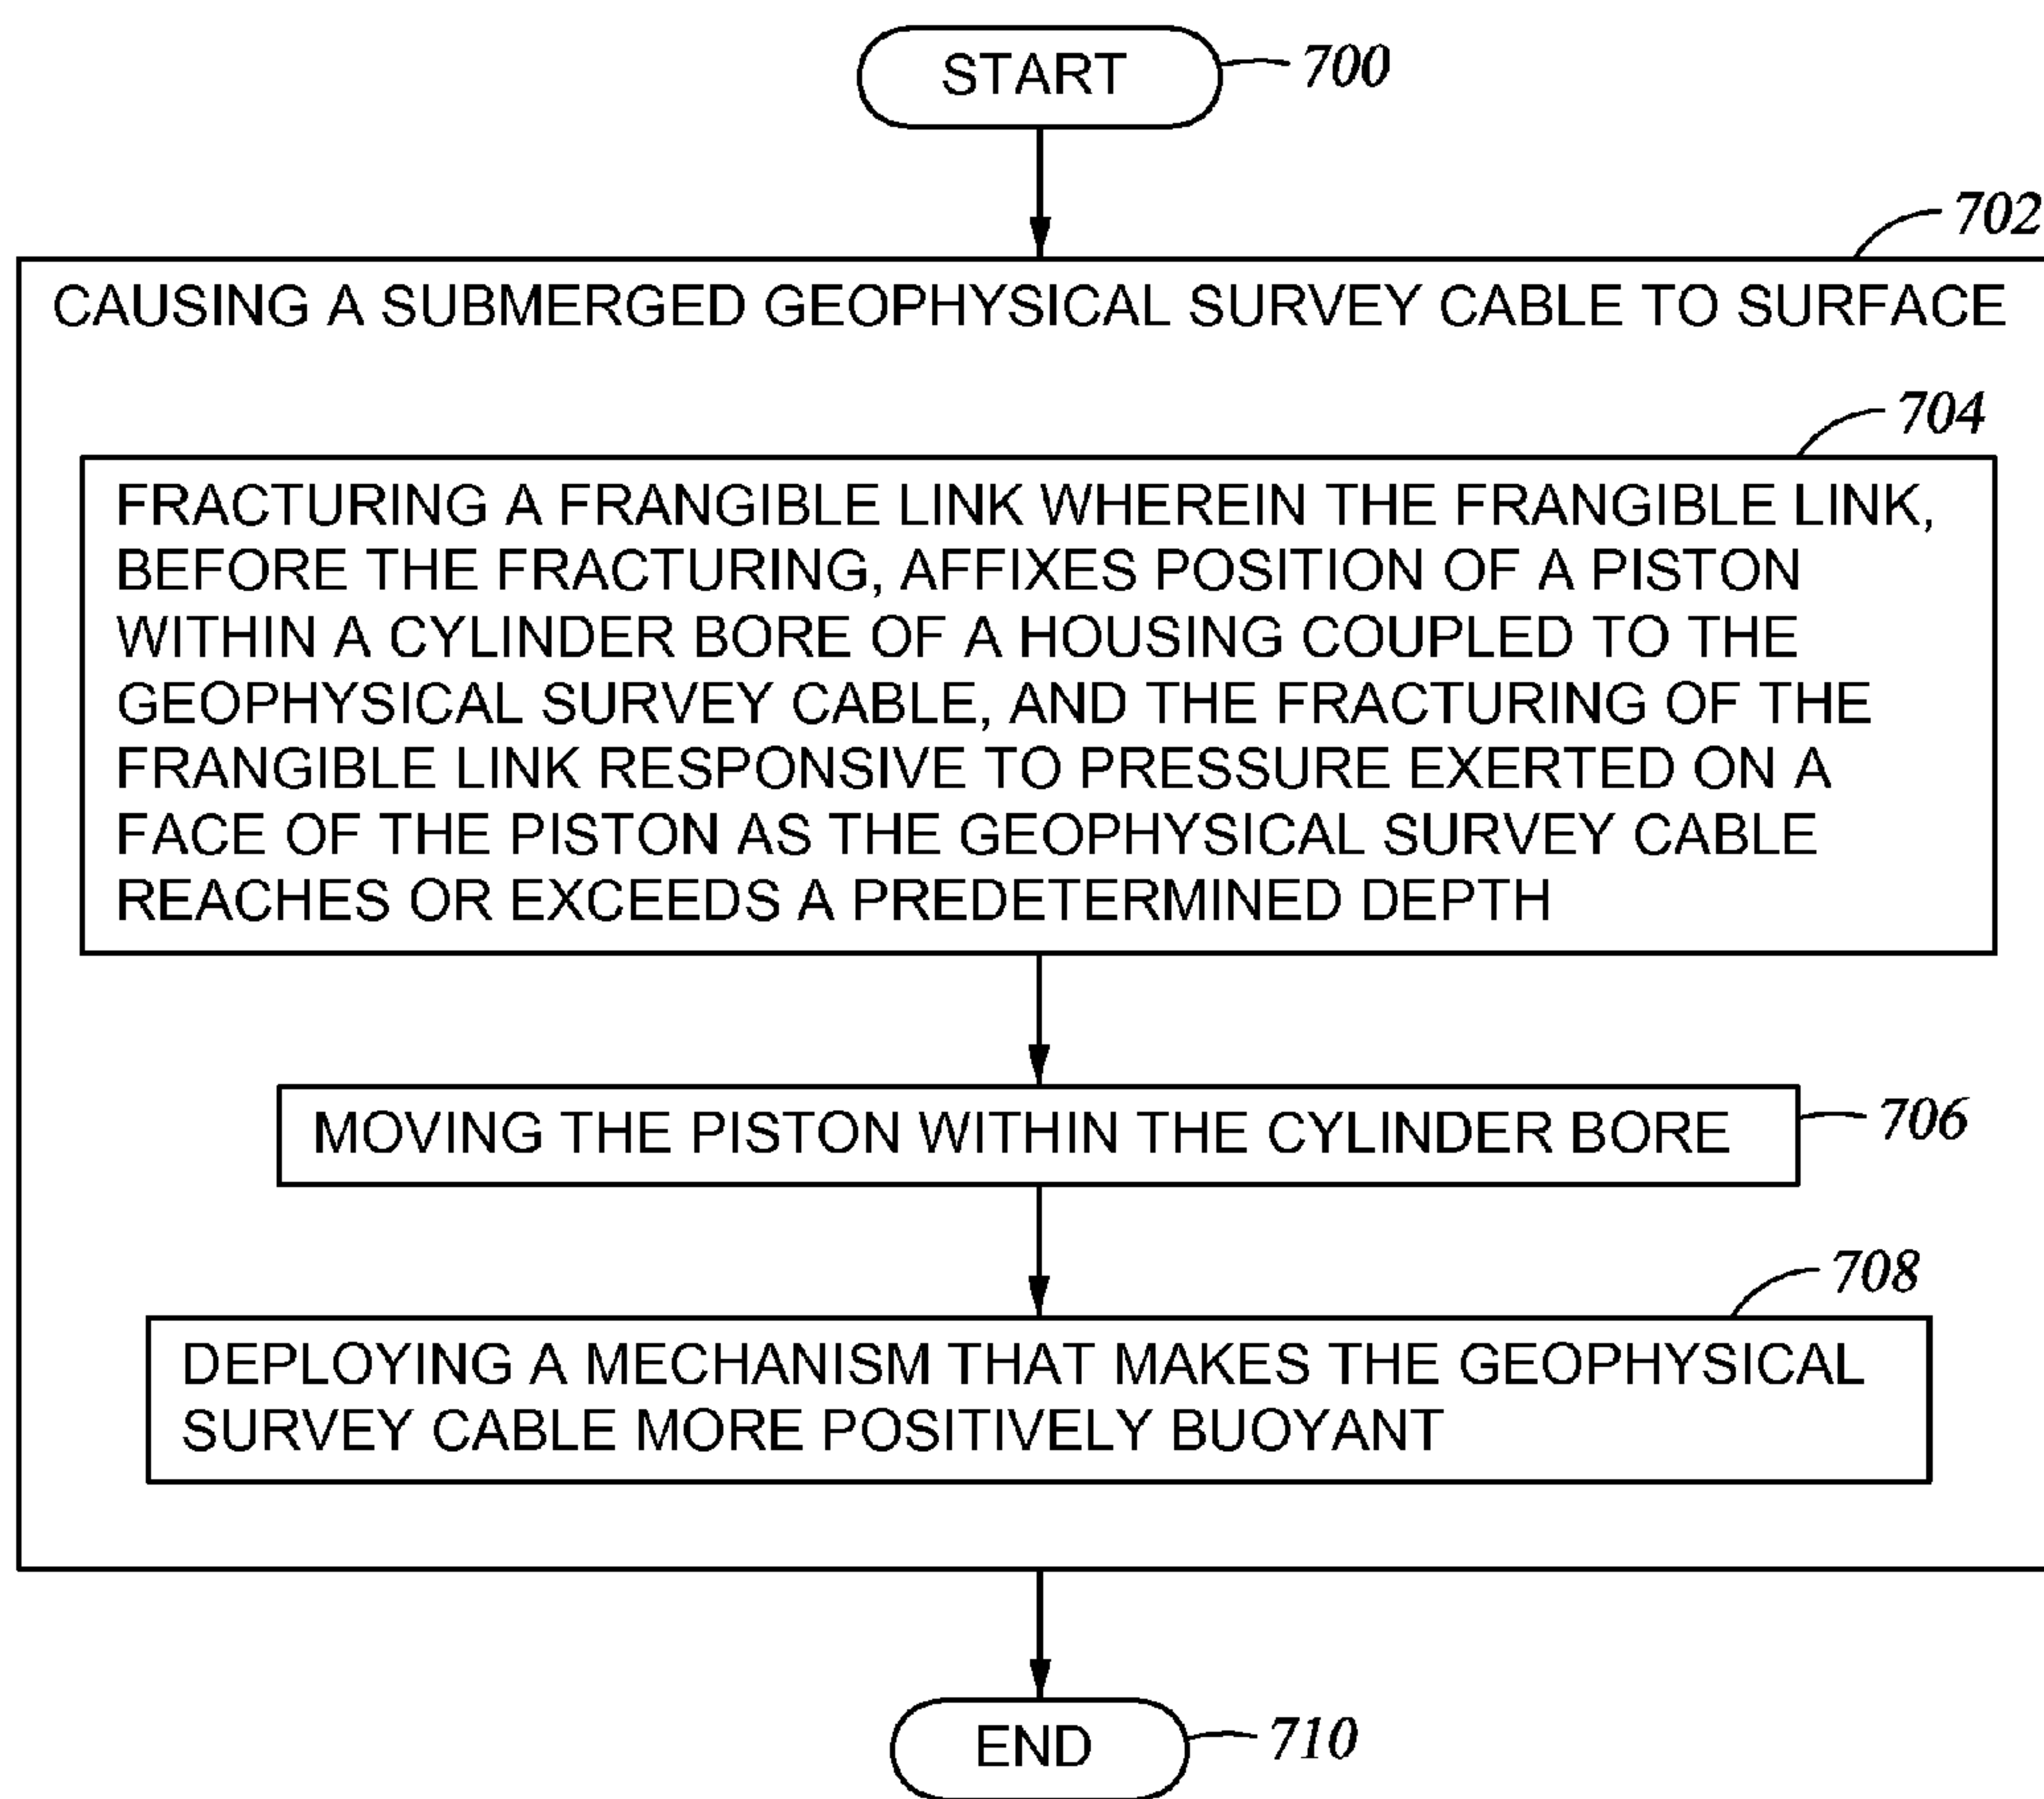 START
700
702
CAUSING A SUBMERGED GEOPHYSICAL SURVEY CABLE TO SURFACE
704
FRACTURING A FRANGIBLE LINK WHEREIN THE FRANGIBLE LINK,
BEFORE THE FRACTURING, AFFIXES POSITION OF A PISTON
WITHIN A CYLINDER BORE OF A HOUSING COUPLED TO THE
GEOPHYSICAL SURVEY CABLE, AND THE FRACTURING OF THE
FRANGIBLE LINK RESPONSIVE TO PRESSURE EXERTED ON A
FACE OF THE PISTON AS THE GEOPHYSICAL SURVEY CABLE
REACHES OR EXCEEDS A PREDETERMINED DEPTH
MOVING THE PISTON WITHIN THE CYLINDER BORE
706
708
DEPLOYING A MECHANISM THAT MAKES THE GEOPHYSICAL
SURVEY CABLE MORE POSITIVELY BUOYANT
END
710